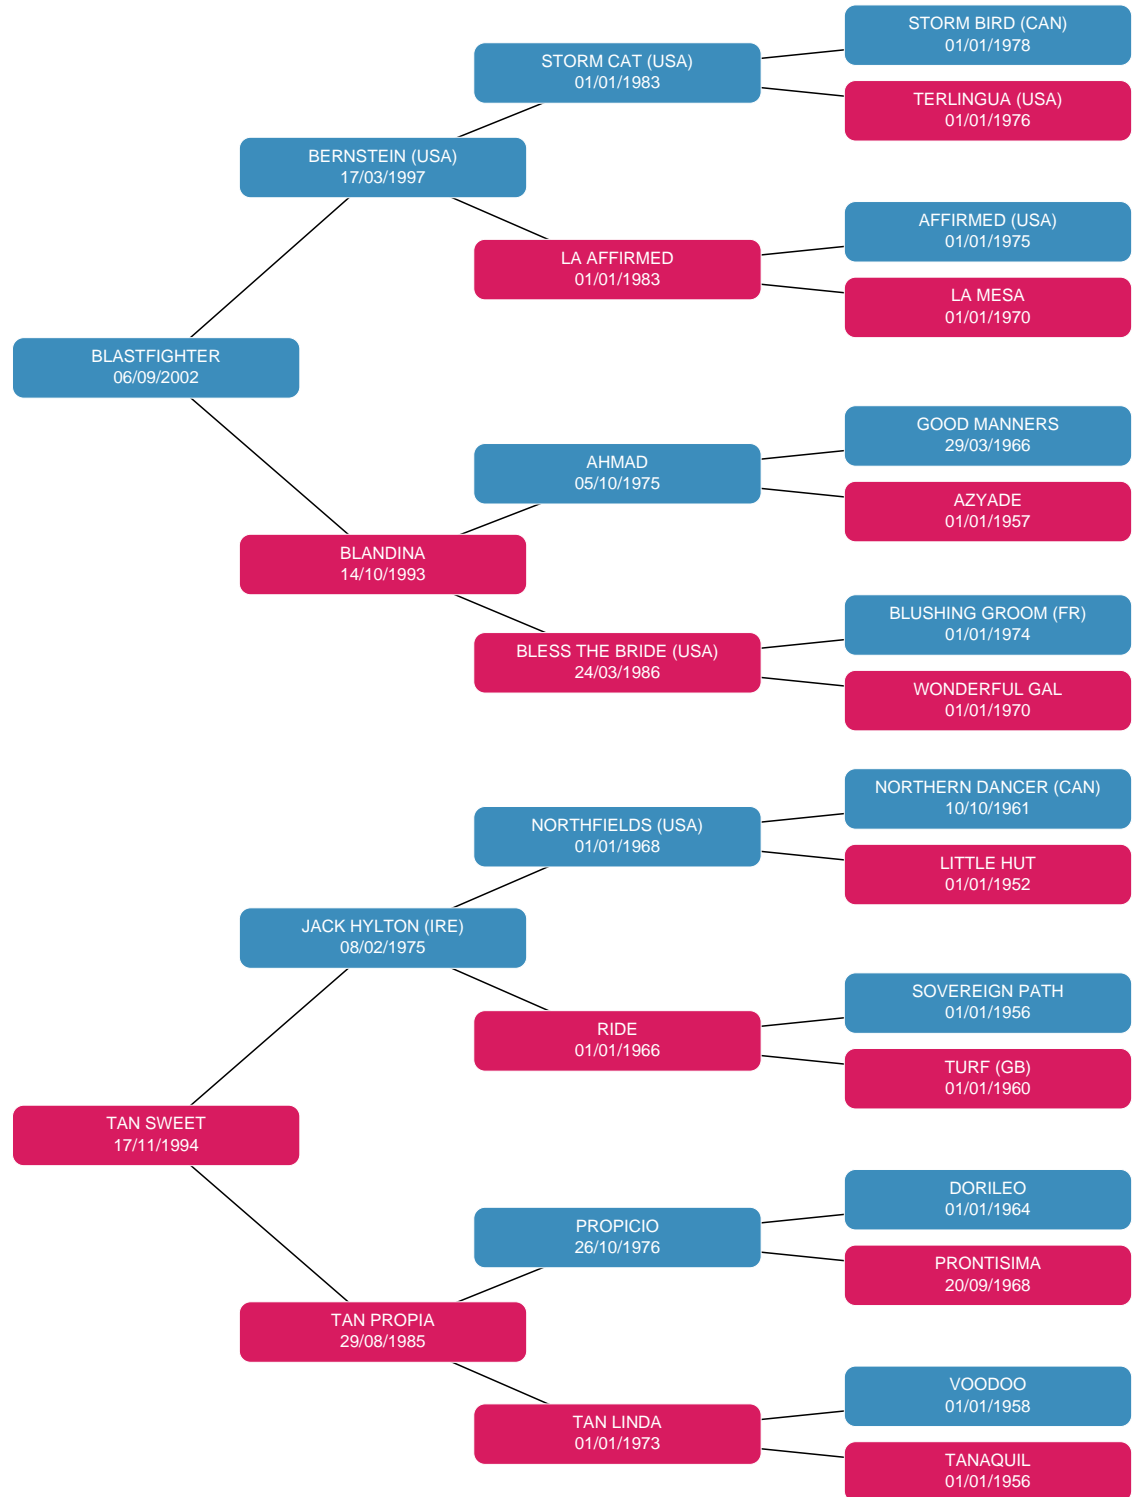 STORM BIRD (CAN)
01/01/1978
STORM CAT (USA)
01/01/1983
TERLINGUA (USA)
01/01/1976
BERNSTEIN (USA)
17/03/1997
AFFIRMED (USA)
01/01/1975
LA AFFIRMED
01/01/1983
LA MESA
01/01/1970
BLASTFIGHTER
06/09/2002
GOOD MANNERS
29/03/1966
AHMAD
05/10/1975
AZYADE
01/01/1957
BLANDINA
14/10/1993
BLUSHING GROOM (FR)
01/01/1974
BLESS THE BRIDE (USA)
24/03/1986
WONDERFUL GAL
01/01/1970
NORTHERN DANCER (CAN)
10/10/1961
NORTHFIELDS (USA)
01/01/1968
LITTLE HUT
01/01/1952
JACK HYLTON (IRE)
08/02/1975
SOVEREIGN PATH
01/01/1956
RIDE
01/01/1966
TURF (GB)
01/01/1960
TAN SWEET
17/11/1994
DORILEO
01/01/1964
PROPICIO
26/10/1976
PRONTISIMA
20/09/1968
TAN PROPIA
29/08/1985
VOODOO
01/01/1958
TAN LINDA
01/01/1973
TANAQUIL
01/01/1956